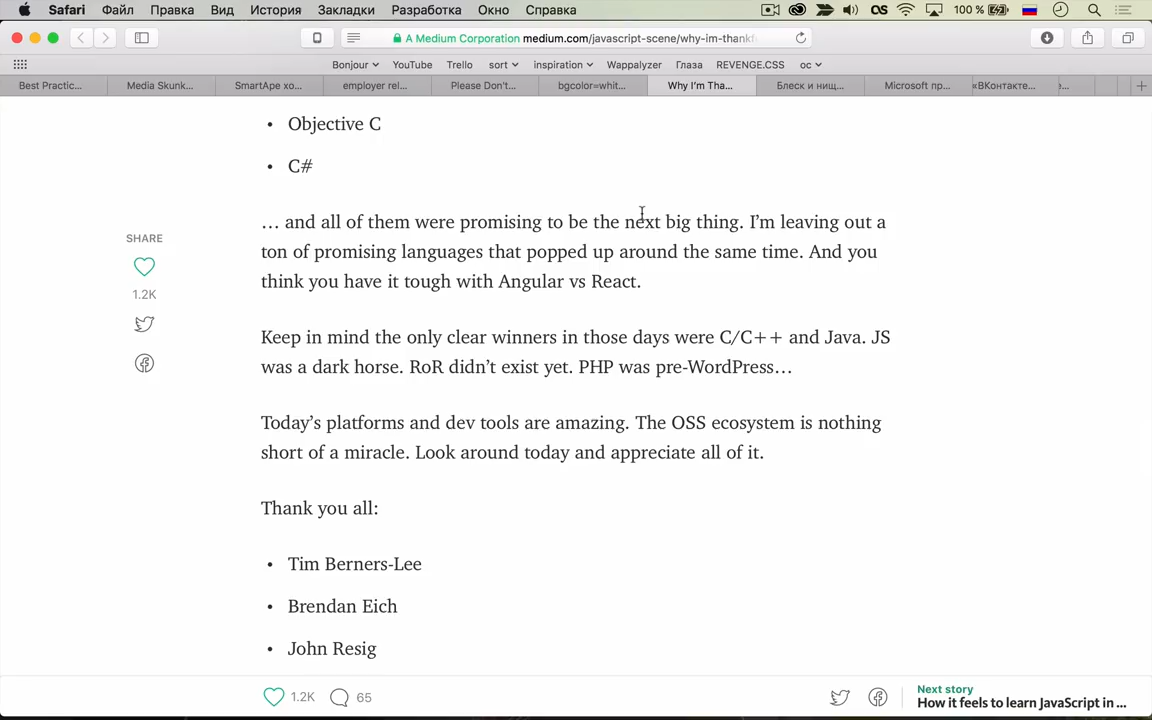 Safari Файл Правка Вид История Закладки Разработка Окно Справка 100 %
A Medium Corporation medium.com/javascript-scene/why-im-thankf
Bonjour YouTube Trello sort inspiration Wappalyzer Глаза REVENGE.CSS ос
Best Practic... Media Skunk... SmartApe хо... employer rel... Please Don't... bgcolor=whit... Why I'm Tha... Блеск и нищ... Microsoft пр... «ВКонтакте...
• Objective C
• C#
… and all of them were promising to be the next big thing. I’m leaving out a
ton of promising languages that popped up around the same time. And you
think you have it tough with Angular vs React.
SHARE
1.2K
Keep in mind the only clear winners in those days were C/C++ and Java. JS
was a dark horse. RoR didn’t exist yet. PHP was pre-WordPress…
Today’s platforms and dev tools are amazing. The OSS ecosystem is nothing
short of a miracle. Look around today and appreciate all of it.
Thank you all:
• Tim Berners-Lee
• Brendan Eich
• John Resig
1.2K 65
Next story
How it feels to learn JavaScript in ...